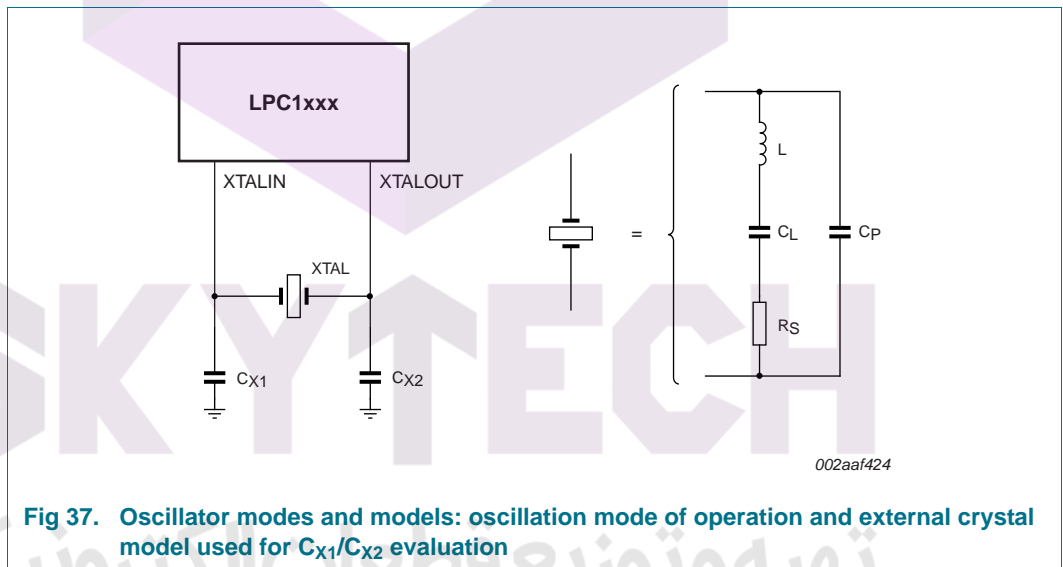 LPC1xxx
XTALIN
XTALOUT
XTAL
CX1
CX2
=
L
CL
CP
RS
002aaf424
SKYTECH
Fig 37. Oscillator modes and models: oscillation mode of operation and external crystal
model used for CX1/CX2 evaluation